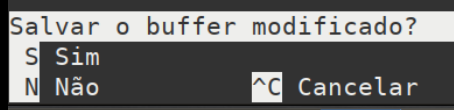 Salvar o buffer modificado?
S Sim
N Não ^C Cancelar